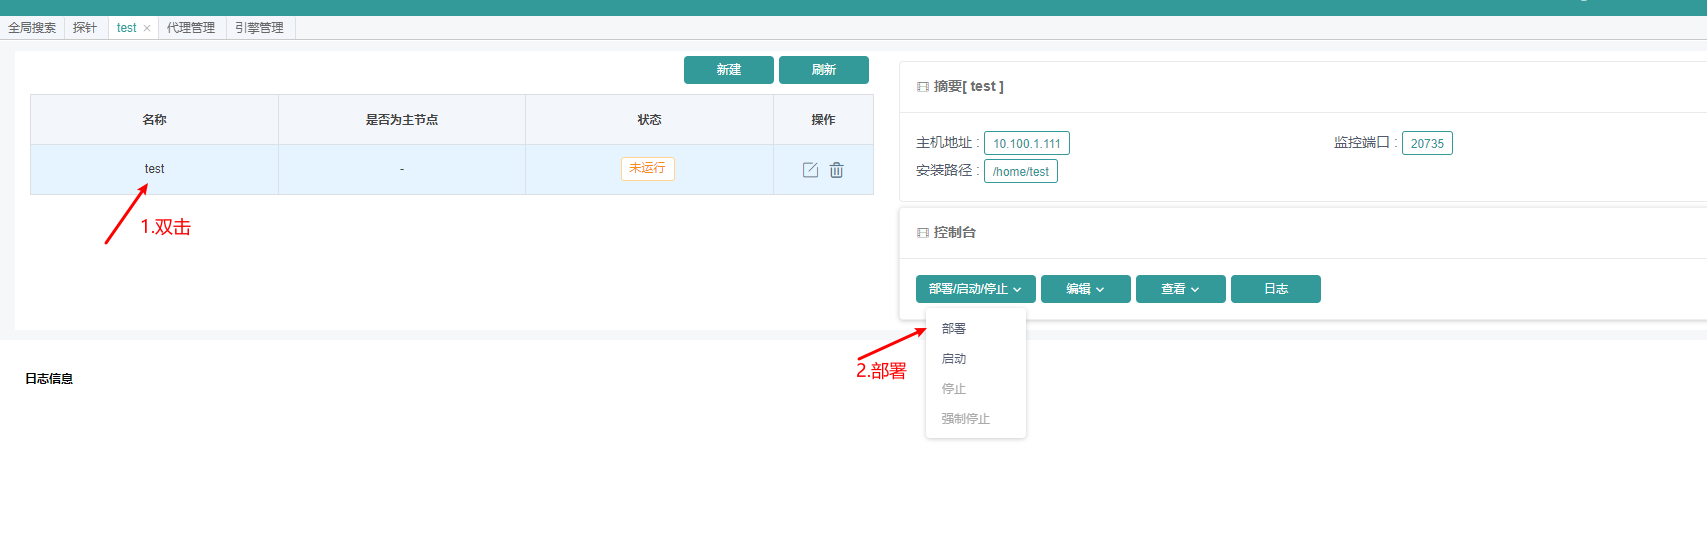 全局搜索 探针 test × 代理管理 引擎管理
新建 刷新
名称 是否为主节点 状态 操作
test - 未运行
1.双击
摘要[ test ]
主机地址 : 10.100.1.111 监控端口 : 20735
安装路径 : /home/test
控制台
部署/启动/停止 编辑 查看 日志
部署
启动
停止
强制停止
2.部署
日志信息